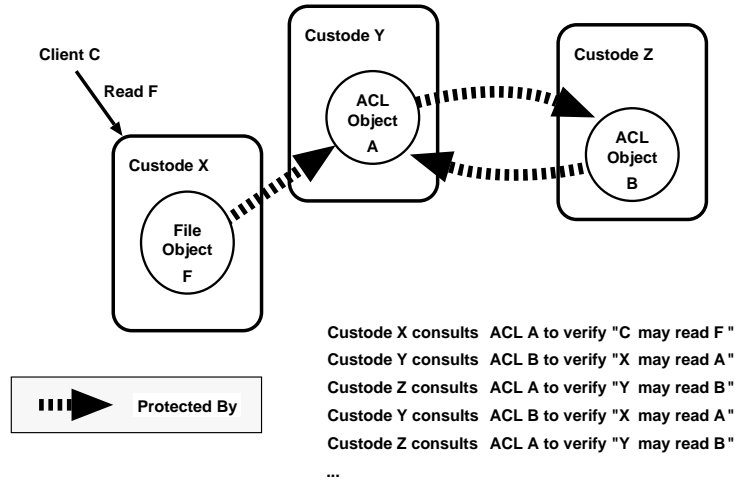 Client C
Read F
Custode X
File
Object
F
Custode Y
ACL
Object
A
Custode Z
ACL
Object
B
Protected By
Custode X consults ACL A to verify "C may read F"
Custode Y consults ACL B to verify "X may read A"
Custode Z consults ACL A to verify "Y may read B"
Custode Y consults ACL B to verify "X may read A"
Custode Z consults ACL A to verify "Y may read B"
...